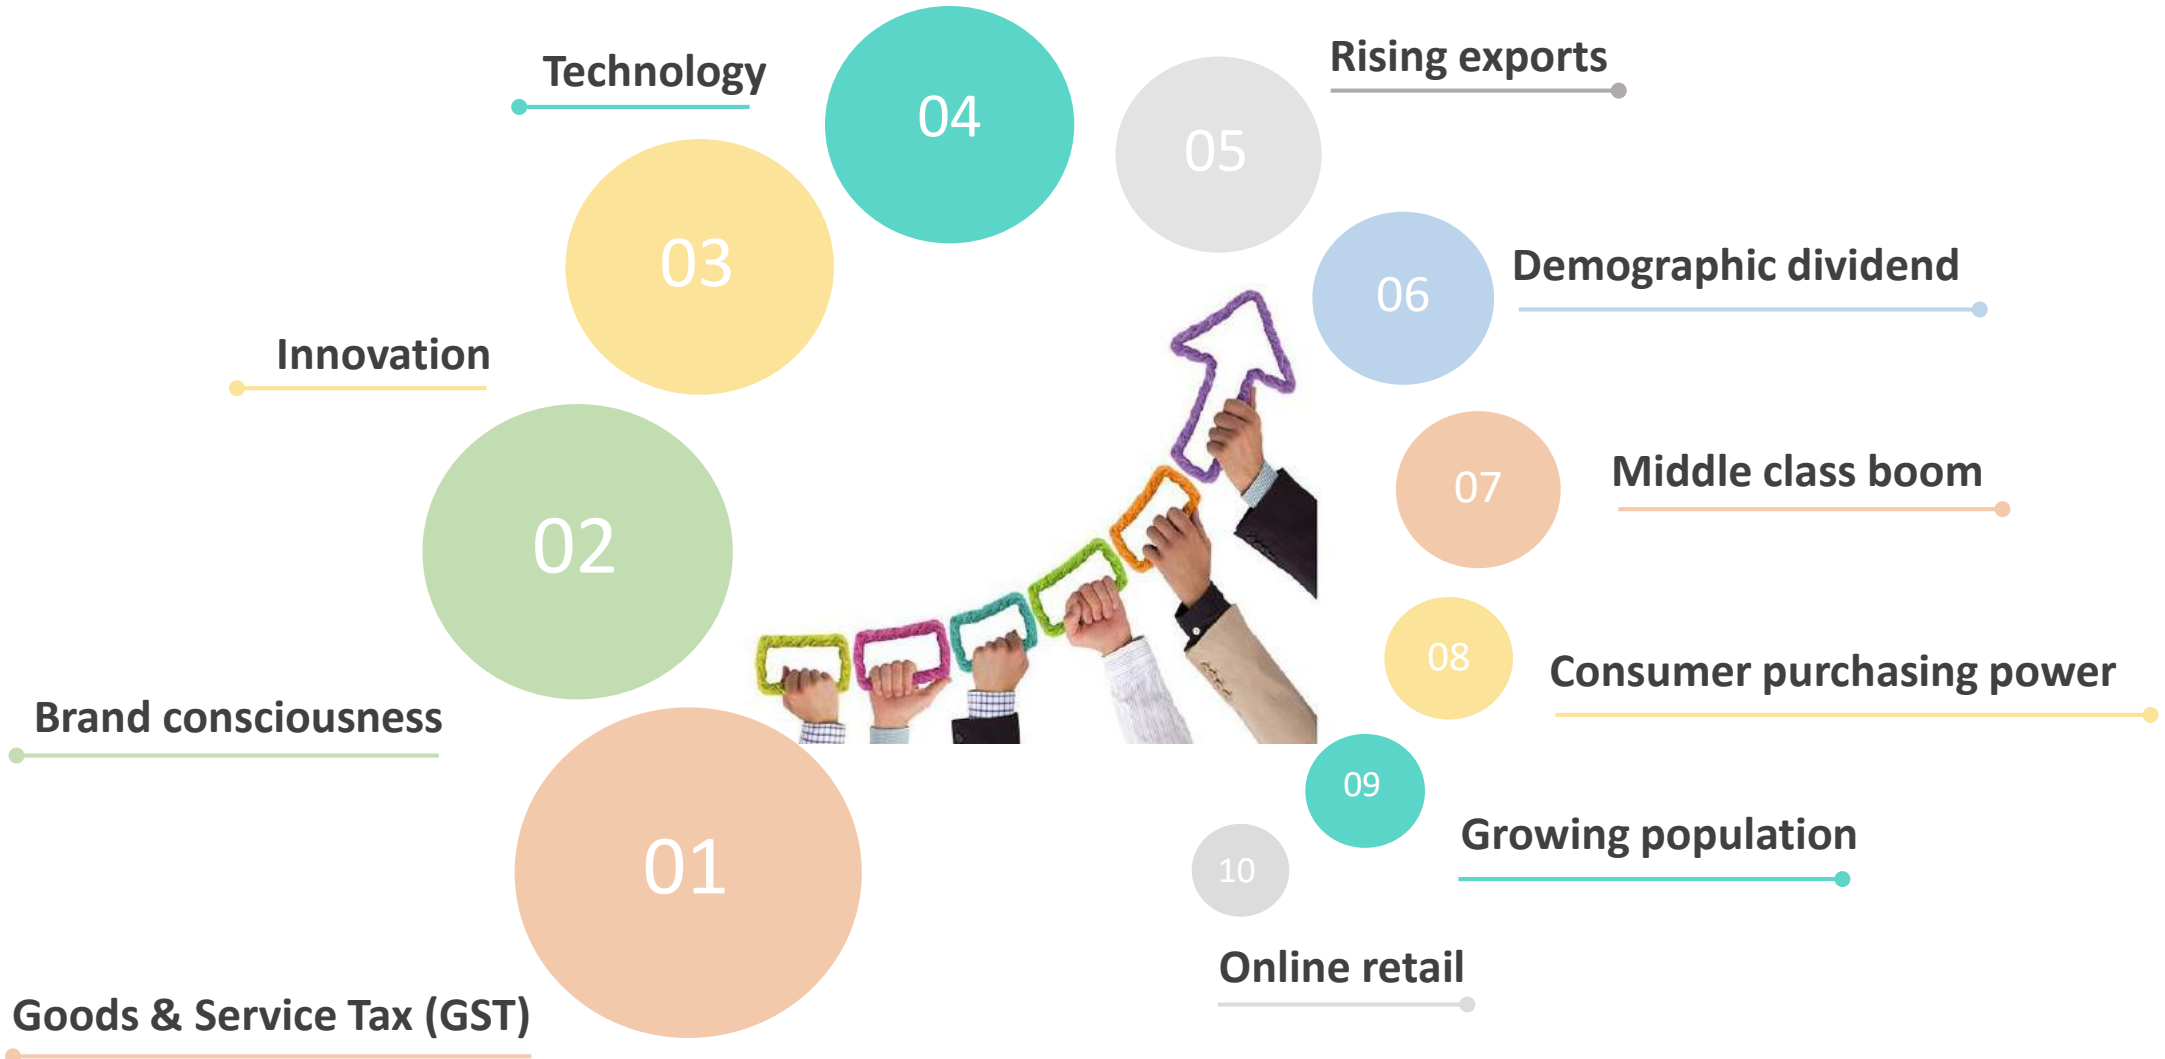 Technology
04
Rising exports
05
03
Demographic dividend
06
Innovation
02
Middle class boom
07
Consumer purchasing power
08
Brand consciousness
01
09
Growing population
10
Online retail
Goods & Service Tax (GST)